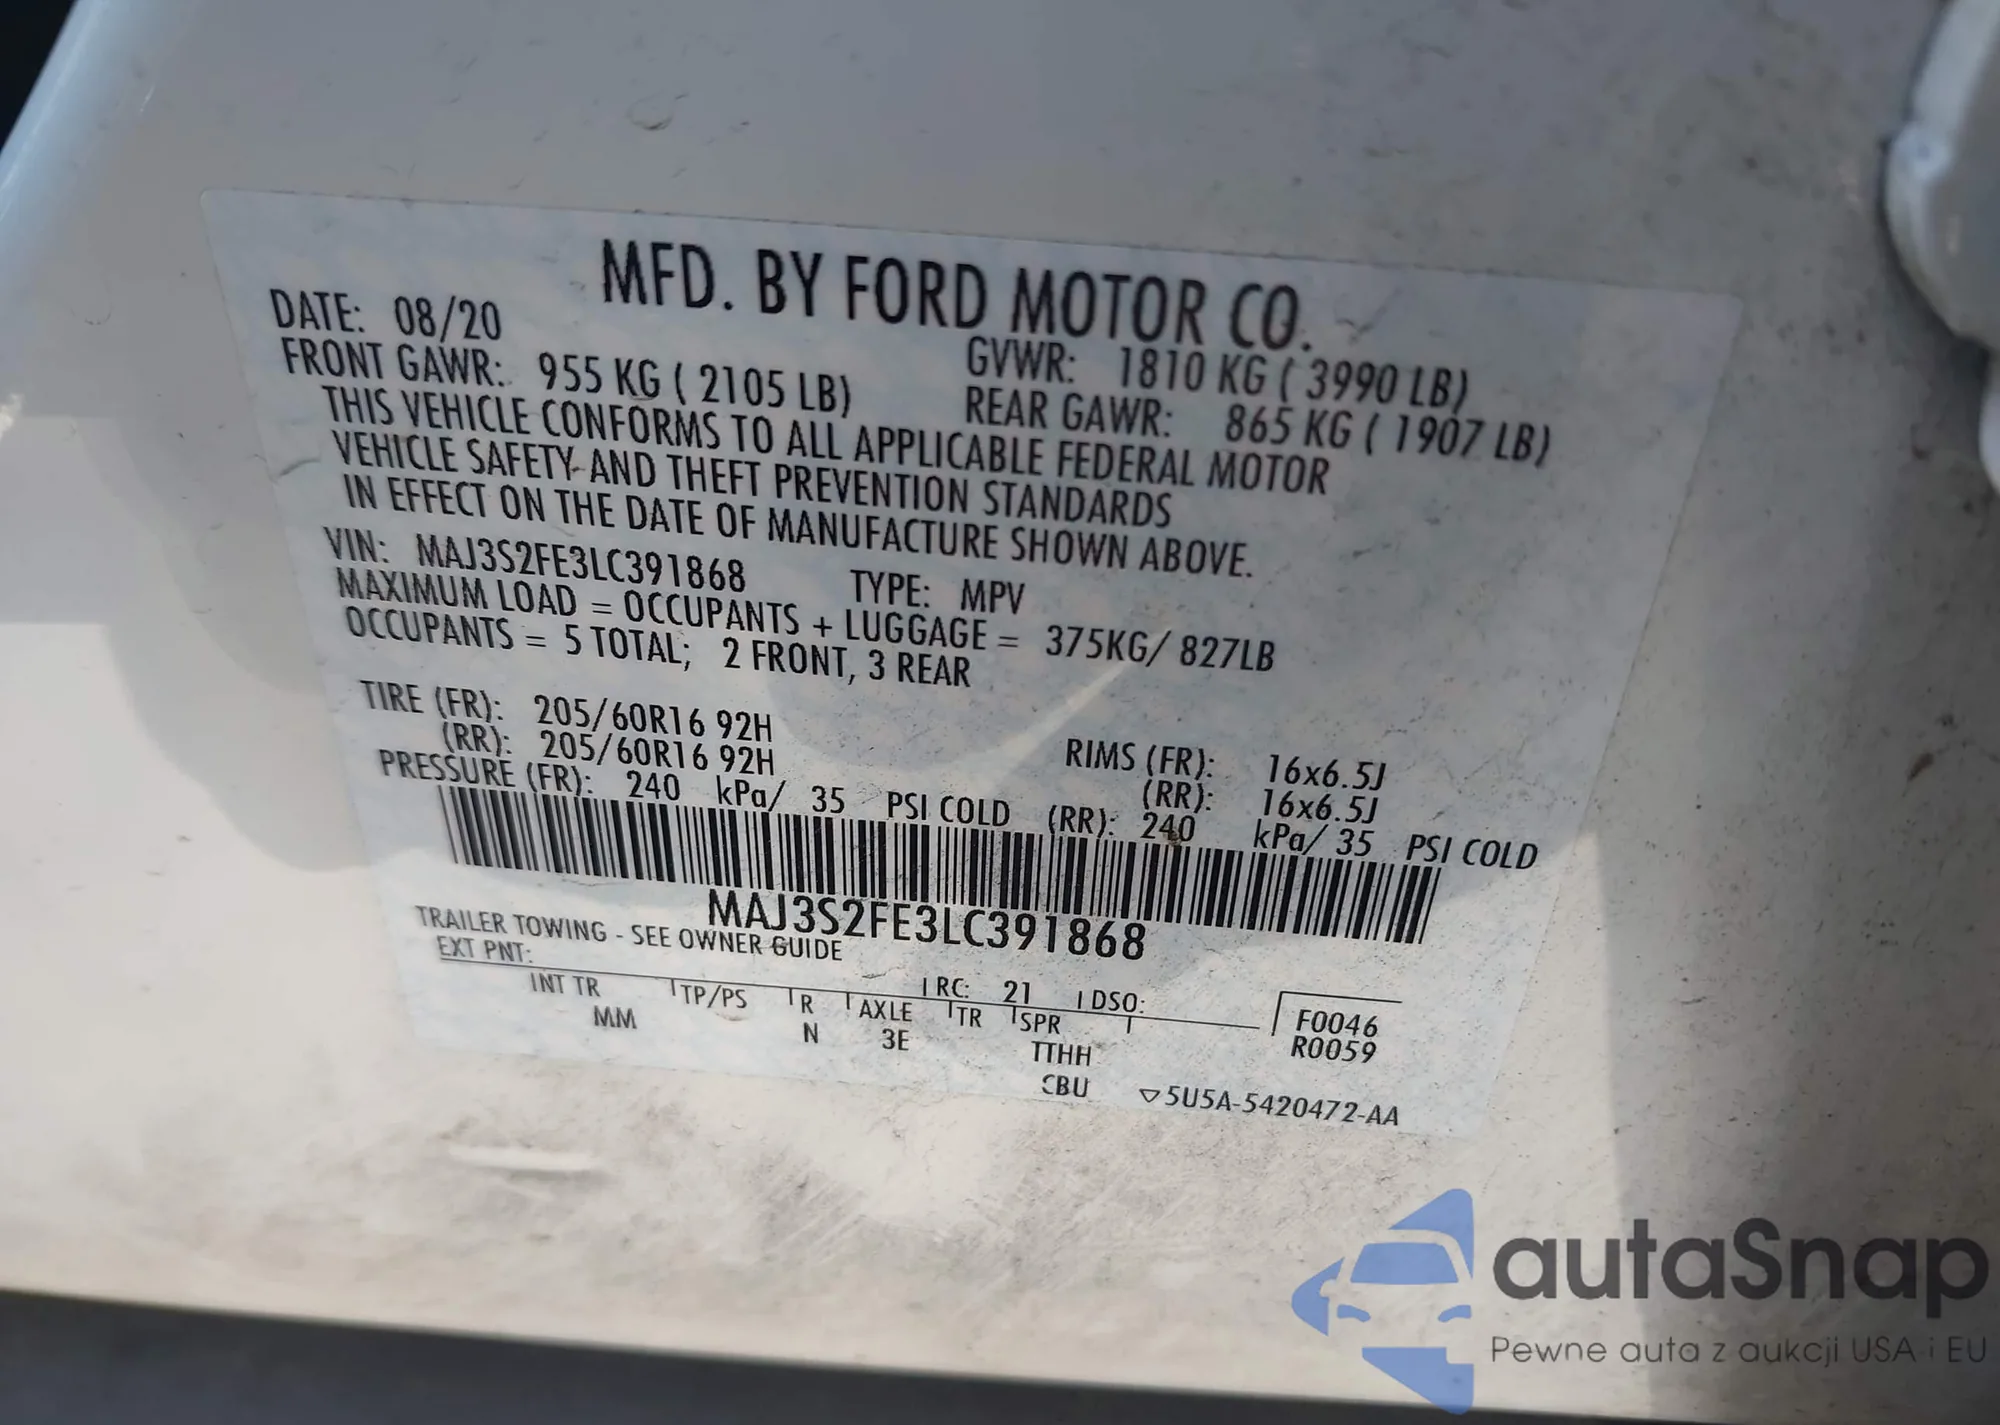 MFD. BY FORD MOTOR CO.
DATE: 08/20 GVWR: 1810 KG ( 3990 LB)
FRONT GAWR: 955 KG ( 2105 LB) REAR GAWR: 865 KG ( 1907 LB)
THIS VEHICLE CONFORMS TO ALL APPLICABLE FEDERAL MOTOR
VEHICLE SAFETY AND THEFT PREVENTION STANDARDS
IN EFFECT ON THE DATE OF MANUFACTURE SHOWN ABOVE.
VIN: MAJ3S2FE3LC391868 TYPE: MPV
MAXIMUM LOAD = OCCUPANTS + LUGGAGE = 375KG/ 827LB
OCCUPANTS = 5 TOTAL; 2 FRONT, 3 REAR
TIRE (FR): 205/60R16 92H RIMS (FR): 16x6.5J
(RR): 205/60R16 92H (RR): 16x6.5J
PRESSURE (FR): 240 kPa/ 35 PSI COLD (RR): 240 kPa/ 35 PSI COLD
MAJ3S2FE3LC391868
TRAILER TOWING - SEE OWNER GUIDE
EXT PNT: RC: 21 DSO:
INT TR TP/PS R AXLE TR SPR F0046
MM N 3E TTHH R0059
CBU ▽5U5A-5420472-AA
autaSnap
Pewne auta z aukcji USA i EU